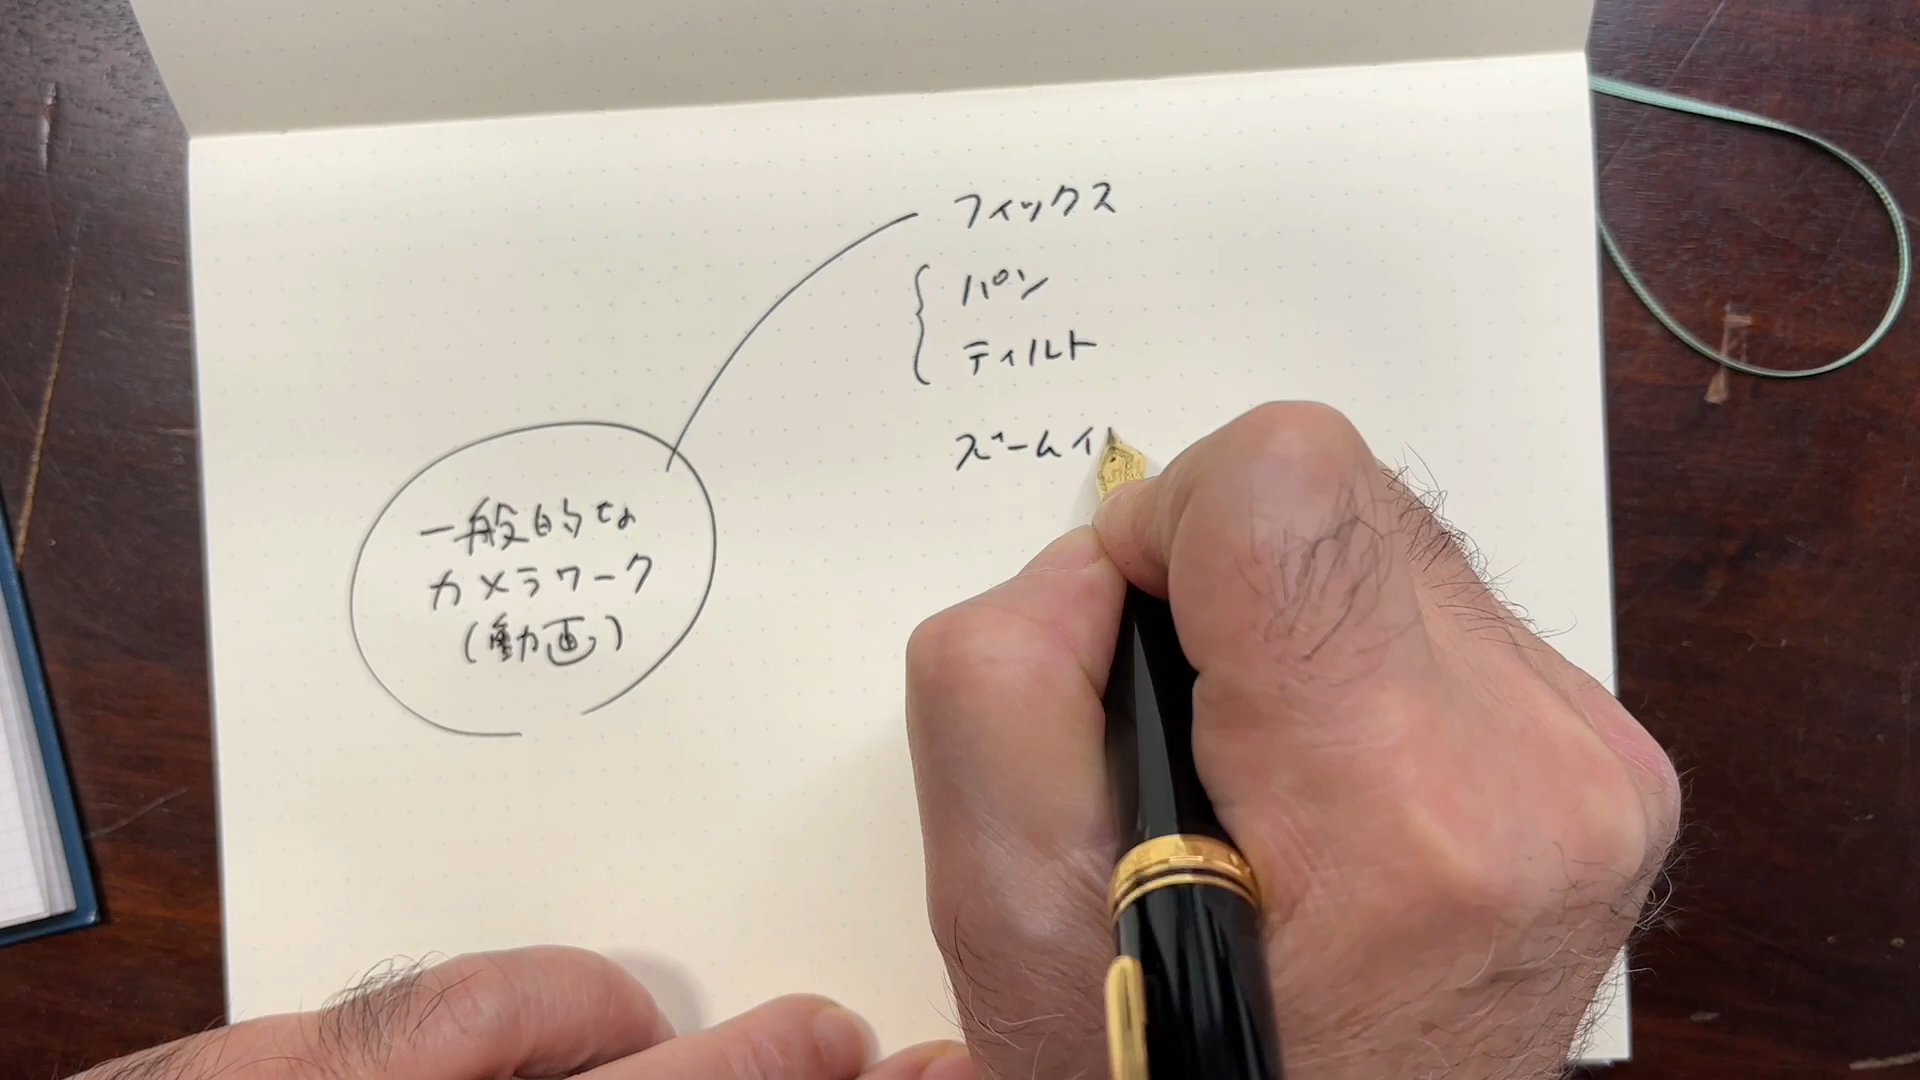 フィックス
パン
ティルト
ズームイ
一般的な
カメラワーク
(動画)